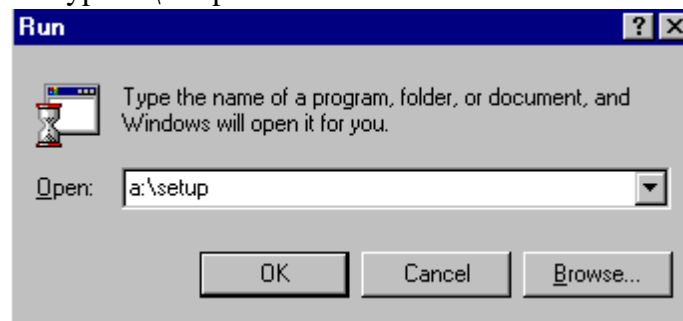 Run
Type the name of a program, folder, or document, and
Windows will open it for you.
Open: a:\setup
OK Cancel Browse...